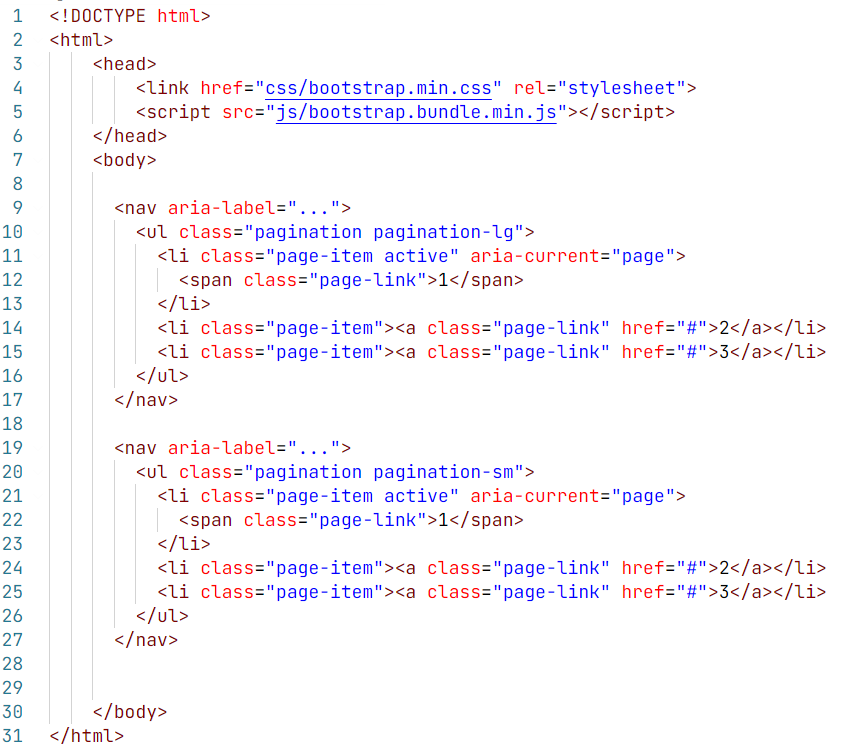 1 <!DOCTYPE html>
2 <html>
3 <head>
4 <link href="css/bootstrap.min.css" rel="stylesheet">
5 <script src="js/bootstrap.bundle.min.js"></script>
6 </head>
7 <body>
8
9 <nav aria-label="...">
10 <ul class="pagination pagination-lg">
11 <li class="page-item active" aria-current="page">
12 <span class="page-link">1</span>
13 </li>
14 <li class="page-item"><a class="page-link" href="#">2</a></li>
15 <li class="page-item"><a class="page-link" href="#">3</a></li>
16 </ul>
17 </nav>
18
19 <nav aria-label="...">
20 <ul class="pagination pagination-sm">
21 <li class="page-item active" aria-current="page">
22 <span class="page-link">1</span>
23 </li>
24 <li class="page-item"><a class="page-link" href="#">2</a></li>
25 <li class="page-item"><a class="page-link" href="#">3</a></li>
26 </ul>
27 </nav>
28
29
30 </body>
31 </html>